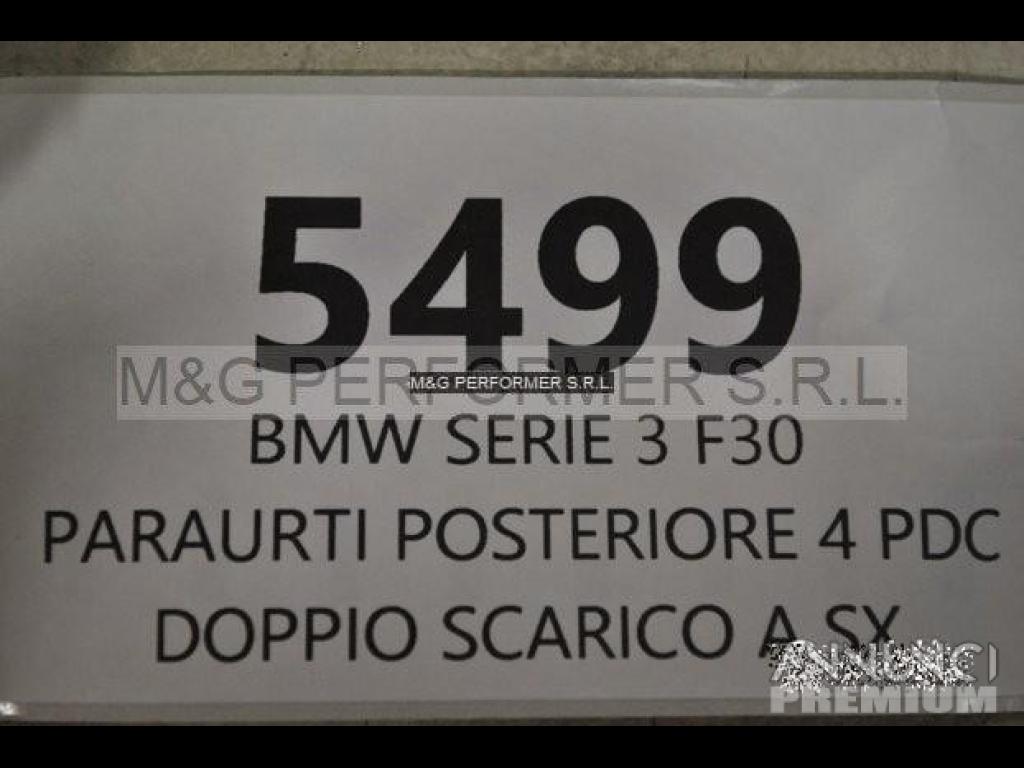 5499
M&G PERFORMER S.R.L.
M&G PERFORMER S.R.L.
BMW SERIE 3 F30
PARAURTI POSTERIORE 4 PDC
DOPPIO SCARICO A SX
ANNUNCI
PREMIUM